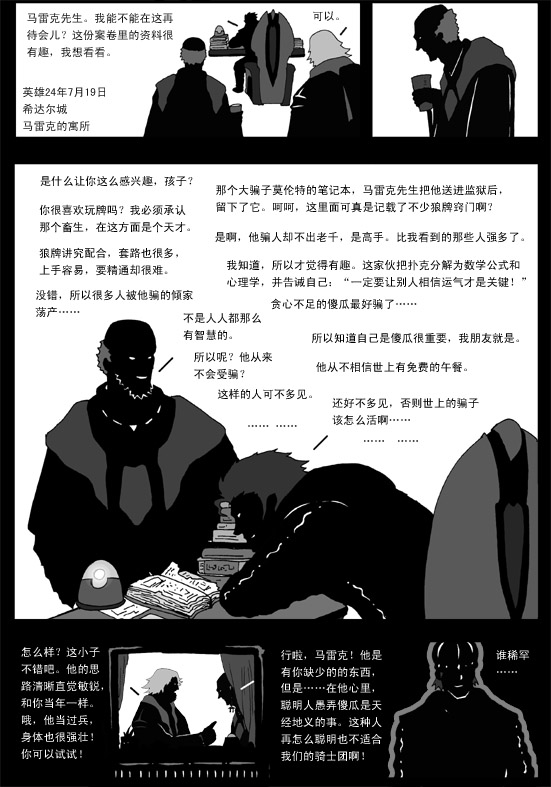 马雷克先生。我能不能在这再
待会儿？这份案卷里的资料很
有趣，我想看看。
可以。
英雄24年7月19日
希达尔城
马雷克的寓所
是什么让你这么感兴趣，孩子？
那个大骗子莫伦特的笔记本，马雷克先生把他送进监狱后，
留下了它。呵呵，这里面可真是记载了不少狼牌窍门啊？
你很喜欢玩牌吗？我必须承认
那个畜生，在这方面是个天才。
是啊，他骗人却不出老千，是高手。比我看到的那些人强多了。
狼牌讲究配合，套路也很多，
上手容易，要精通却很难。
我知道，所以才觉得有趣。这家伙把扑克分解为数学公式和
心理学，并告诫自己：“一定要让别人相信运气才是关键！”
没错，所以很多人被他骗的倾家
荡产……
贪心不足的傻瓜最好骗了……
不是人人都那么
有智慧的。
所以知道自己是傻瓜很重要，我朋友就是。
所以呢？他从来
不会受骗？
他从不相信世上有免费的午餐。
这样的人可不多见。
还好不多见，否则世上的骗子
该怎么活啊……
…… ……
…… ……
怎么样？这小子
不错吧。他的思
路清晰直觉敏锐，
和你当年一样。
哦，他当过兵，
身体也很强壮！
你可以试试！
行啦，马雷克！他是
有你缺少的的东西，
但是……在他心里，
聪明人愚弄傻瓜是天
经地义的事。这种人
再怎么聪明也不适合
我们的骑士团啊！
谁稀罕
……